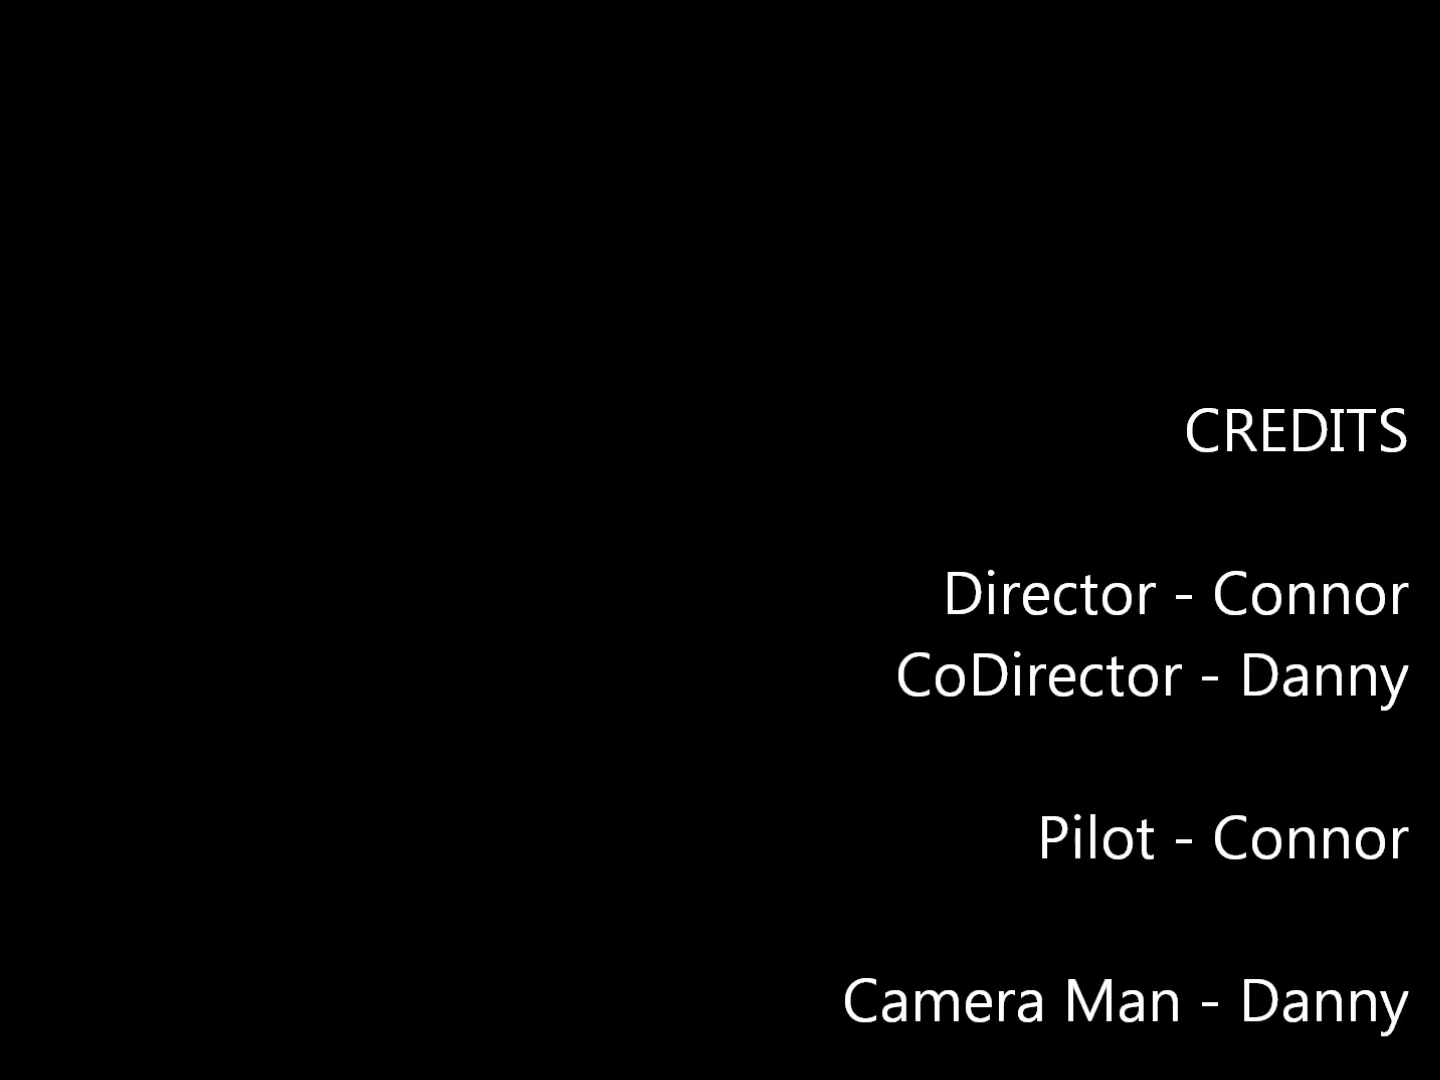 CREDITS
Director - Connor
CoDirector - Danny
Pilot - Connor
Camera Man - Danny